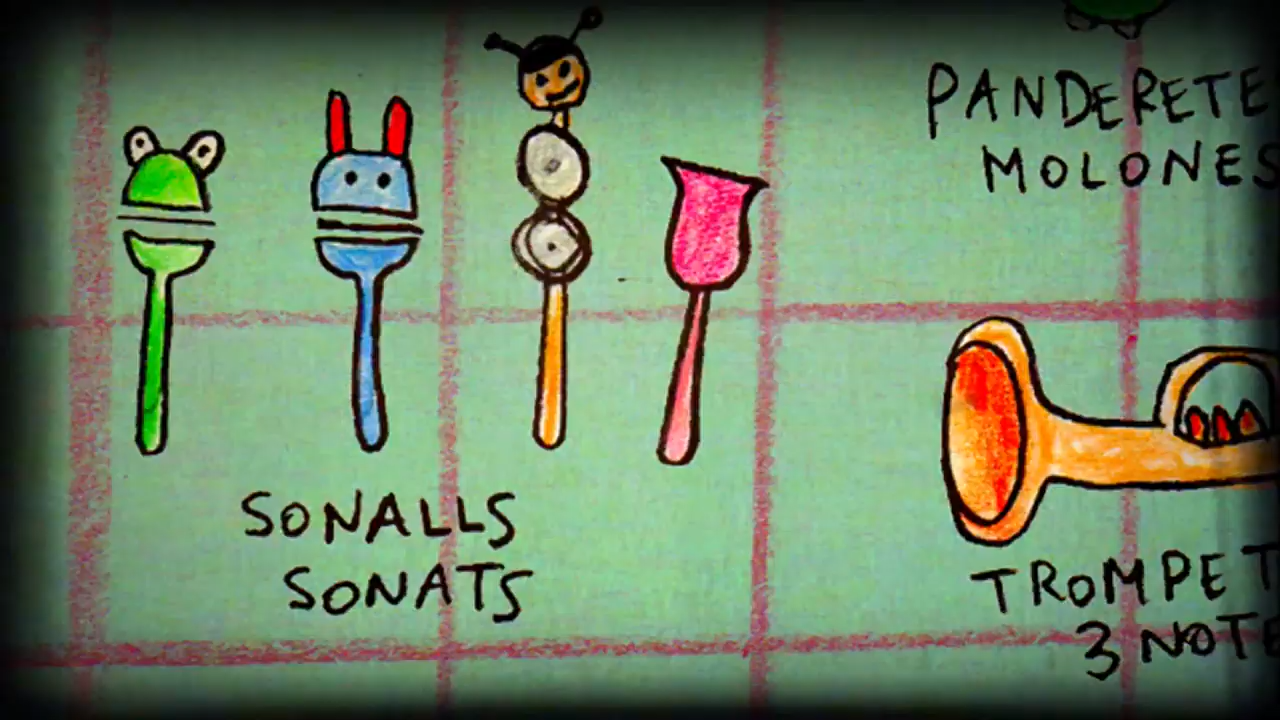 PANDERETE
MOLONES
SONALLS
SONATS
TROMPET
3 NOTE